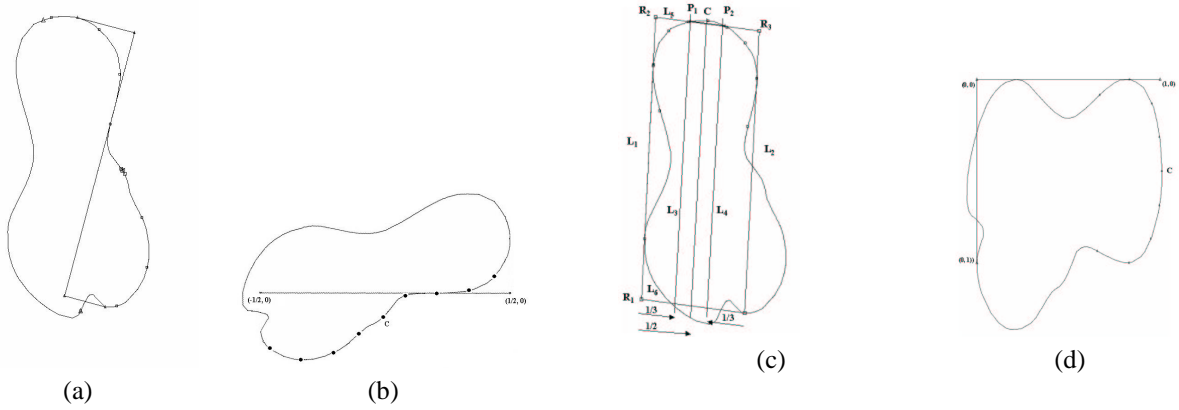 R2 L5 P1 C P2 R3
L1 L2
L3 L4
R1 L6
1/3 1/3
1/2
(-1/2, 0) (1/2, 0)
C
(0, 0) (1, 0)
C
(0, 1))
(a) (b) (c) (d)